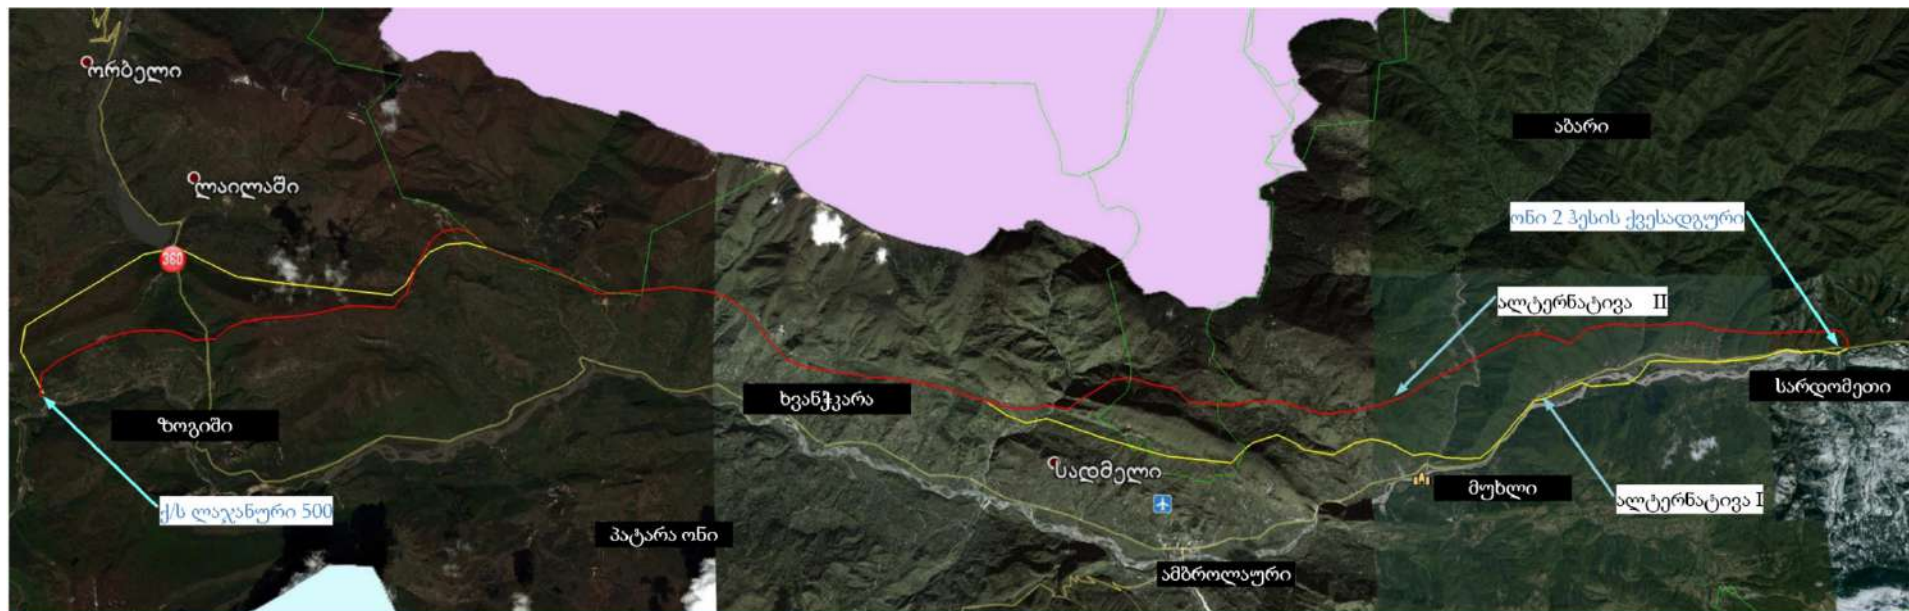 ორბელი
აბარი
ლაილაში
ონი 2 ჰესის ქვესადგური
360
ალტერნატივა II
სარდომეთი
ხვანჭკარა
ზოგიში
სადმელი
მუხლი
ალტერნატივა I
ქ/ს ლაჯანური 500
პატარა ონი
ამბროლაური